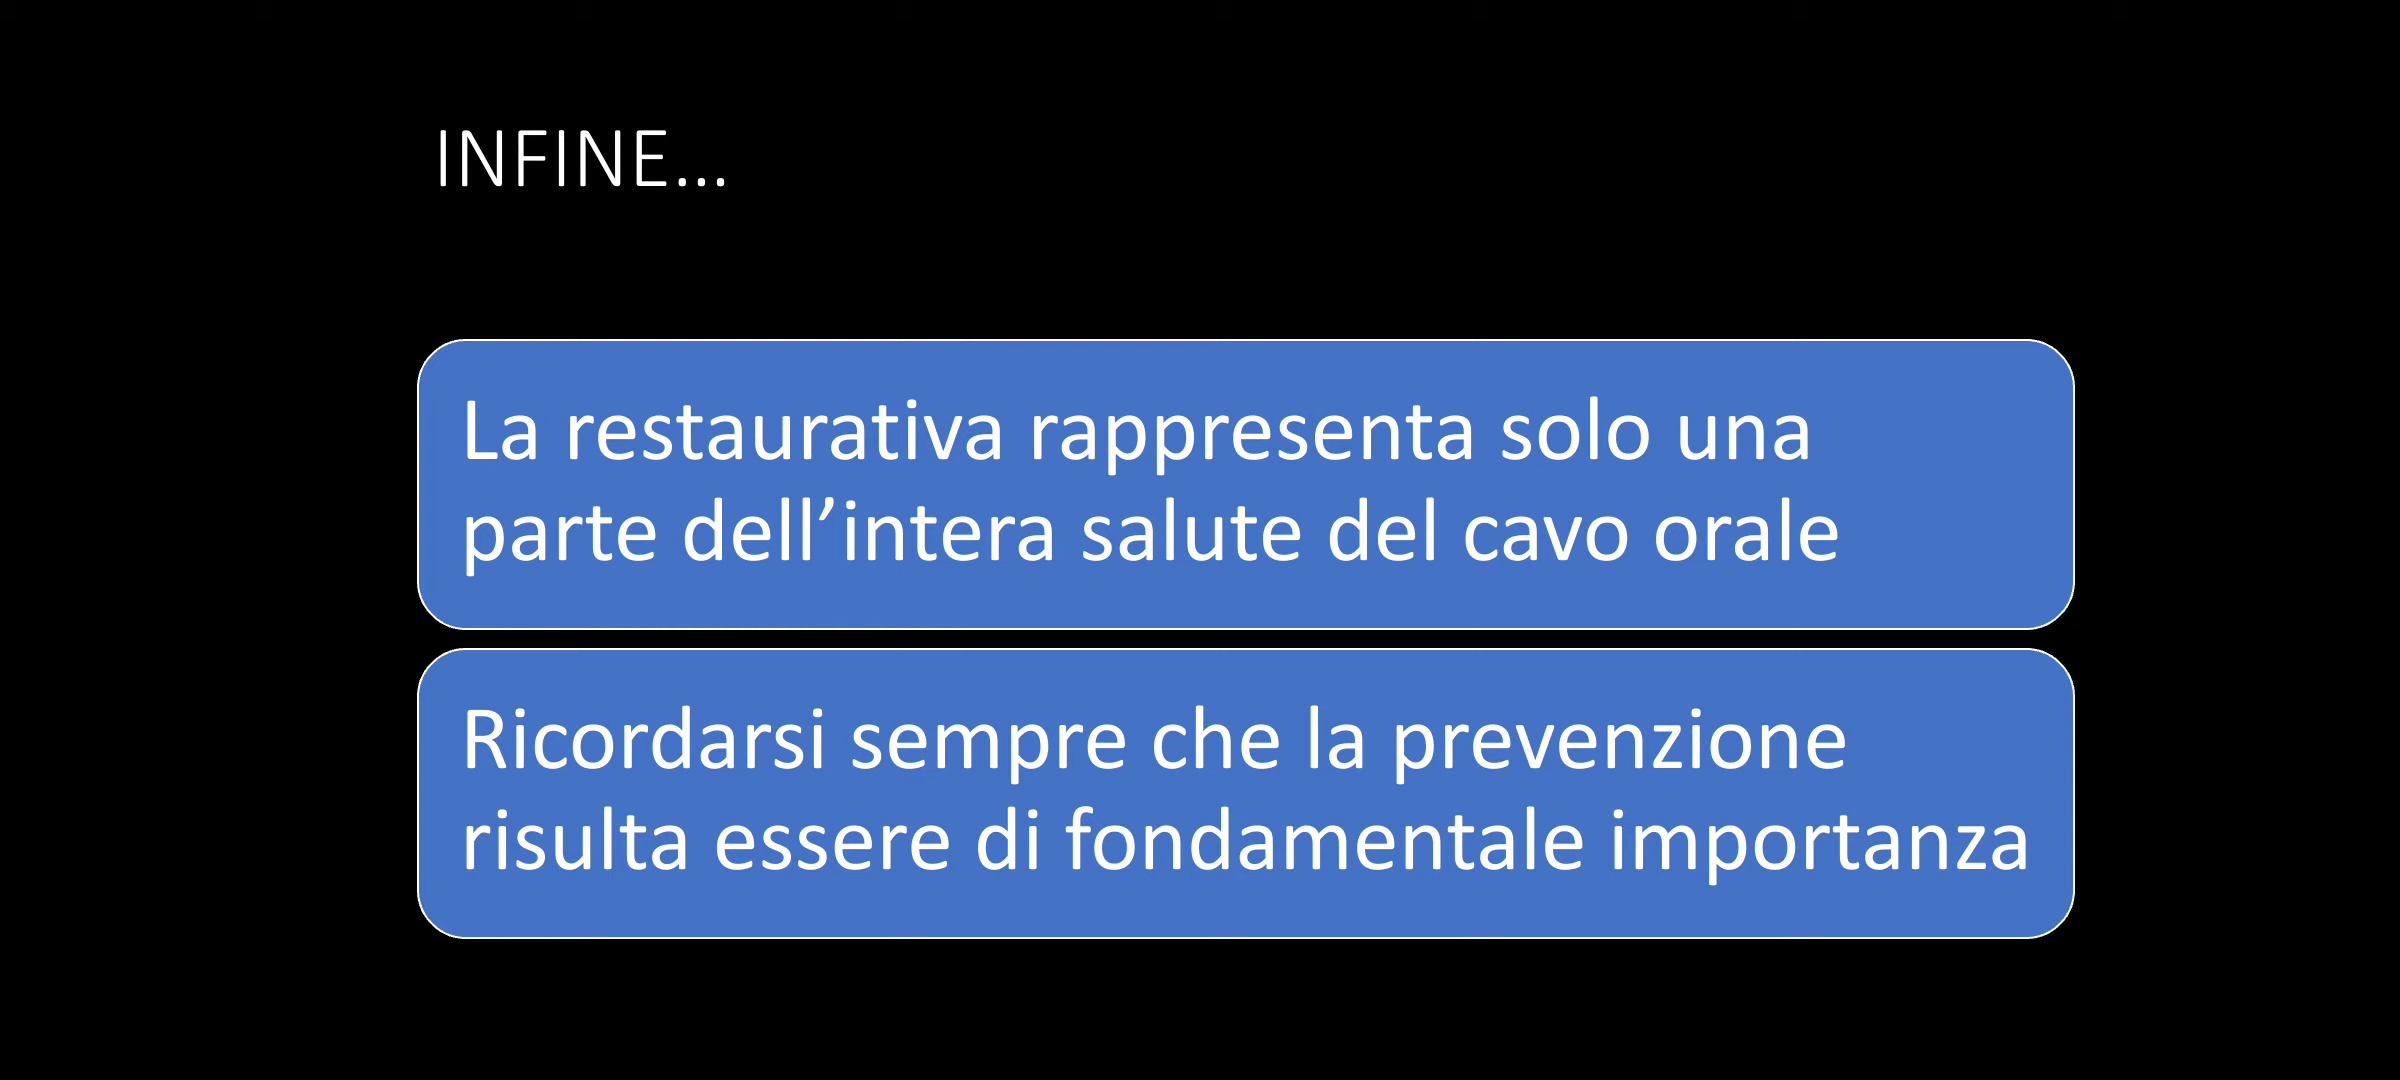 INFINE...
La restaurativa rappresenta solo una
parte dell’intera salute del cavo orale
Ricordarsi sempre che la prevenzione
risulta essere di fondamentale importanza